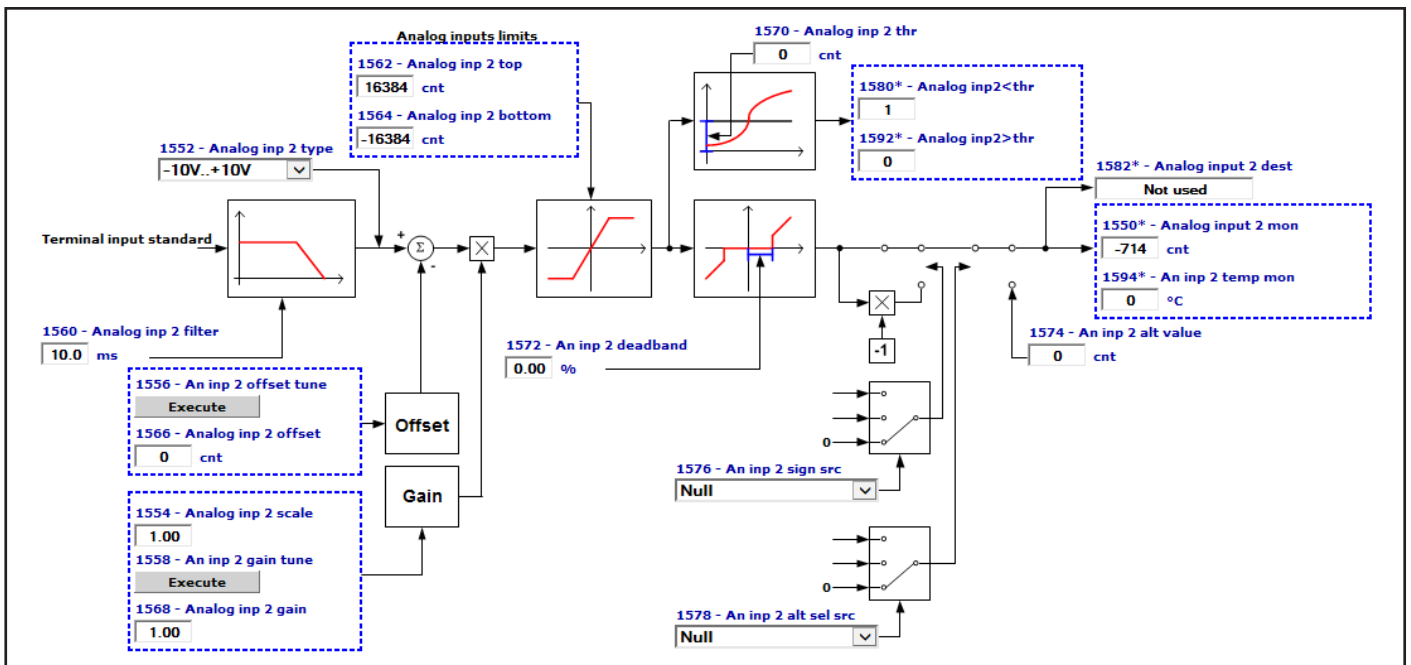 Analog inputs limits
1562 - Analog inp 2 top
16384 cnt
1564 - Analog inp 2 bottom
-16384 cnt
1570 - Analog inp 2 thr
0 cnt
1580* - Analog inp2<thr
1
1592* - Analog inp2>thr
0
1552 - Analog inp 2 type
-10V..+10V
1582* - Analog input 2 dest
Not used
Terminal input standard
+
Σ
-
X
1550* - Analog input 2 mon
-714 cnt
1594* - An inp 2 temp mon
0 °C
X
-1
1560 - Analog inp 2 filter
10.0 ms
1572 - An inp 2 deadband
0.00 %
1574 - An inp 2 alt value
0 cnt
1556 - An inp 2 offset tune
Execute
1566 - Analog inp 2 offset
0 cnt
Offset
0
1576 - An inp 2 sign src
Null
Gain
1554 - Analog inp 2 scale
1.00
1558 - An inp 2 gain tune
Execute
1568 - Analog inp 2 gain
1.00
0
1578 - An inp 2 alt sel src
Null